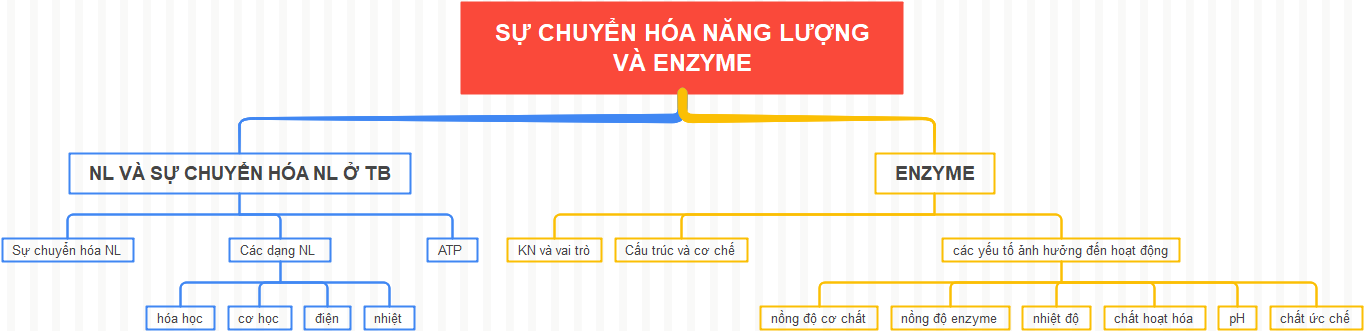 SỰ CHUYỂN HÓA NĂNG LƯỢNG
VÀ ENZYME
NL VÀ SỰ CHUYỂN HÓA NL Ở TB
ENZYME
Sự chuyển hóa NL
Các dạng NL
ATP
KN và vai trò
Cấu trúc và cơ chế
các yếu tố ảnh hưởng đến hoạt động
hóa học
cơ học
điện
nhiệt
nồng độ cơ chất
nồng độ enzyme
nhiệt độ
chất hoạt hóa
pH
chất ức chế